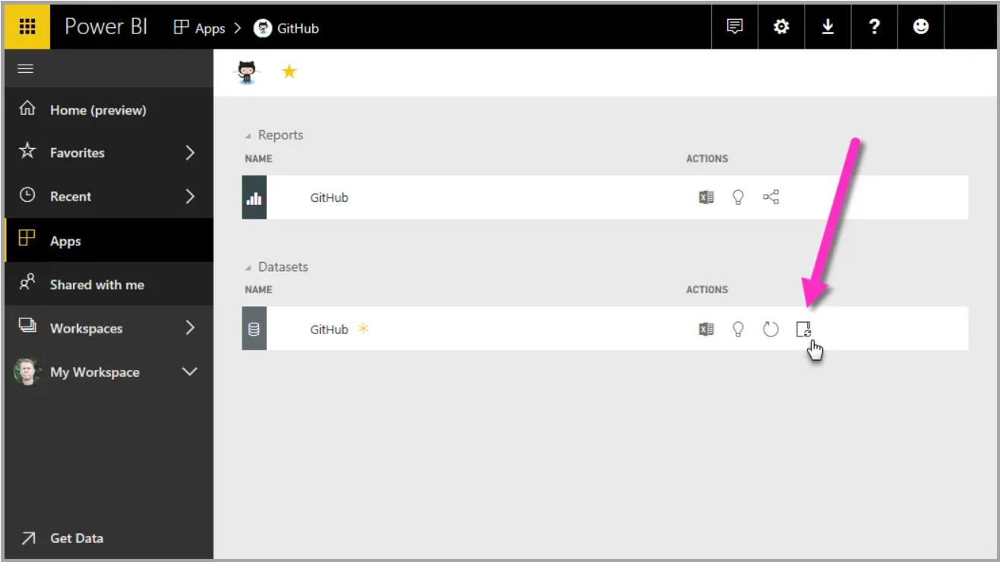 Power BI Apps > GitHub
Home (preview)
Favorites
Recent
Apps
Shared with me
Workspaces
My Workspace
Get Data
Reports
NAME ACTIONS
GitHub
Datasets
NAME ACTIONS
GitHub